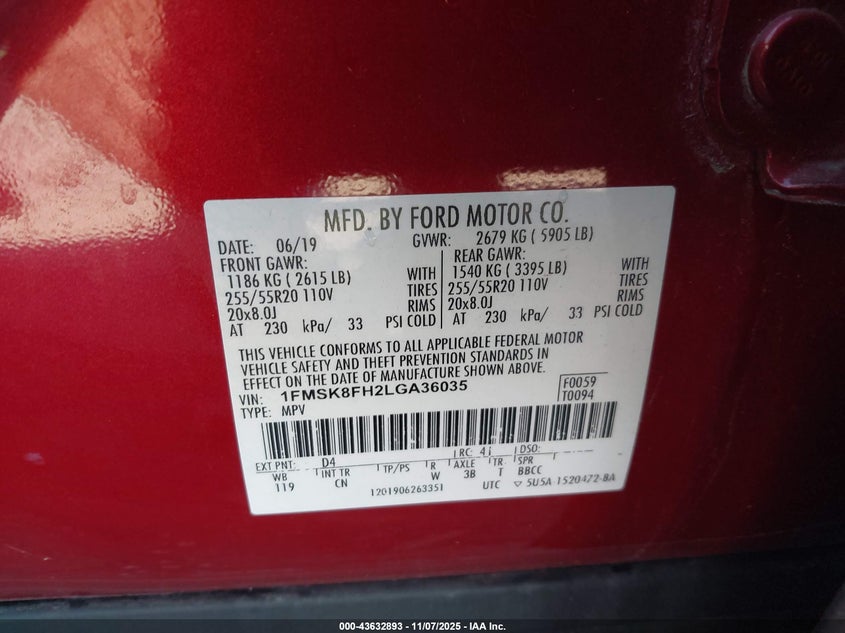 MFD. BY FORD MOTOR CO.
DATE: 06/19 GVWR: 2679 KG ( 5905 LB)
FRONT GAWR: REAR GAWR:
1186 KG ( 2615 LB) WITH 1540 KG ( 3395 LB) WITH
255/55R20 110V TIRES 255/55R20 110V TIRES
20x8.0J RIMS 20x8.0J RIMS
AT 230 kPa/ 33 PSI COLD AT 230 kPa/ 33 PSI COLD
THIS VEHICLE CONFORMS TO ALL APPLICABLE FEDERAL MOTOR
VEHICLE SAFETY AND THEFT PREVENTION STANDARDS IN
EFFECT ON THE DATE OF MANUFACTURE SHOWN ABOVE.
VIN: 1FMSK8FH2LGA36035 F0059
TYPE: MPV T0094
EXT PNT: D4 RC: 41 DSO:
WB INT TR TP/PS R AXLE TR SPR
119 CN W 3B T BBCC
1201906263351 UTC ▽ 5U5A-1520472-BA
000-43632893 - 11/07/2025 - IAA Inc.